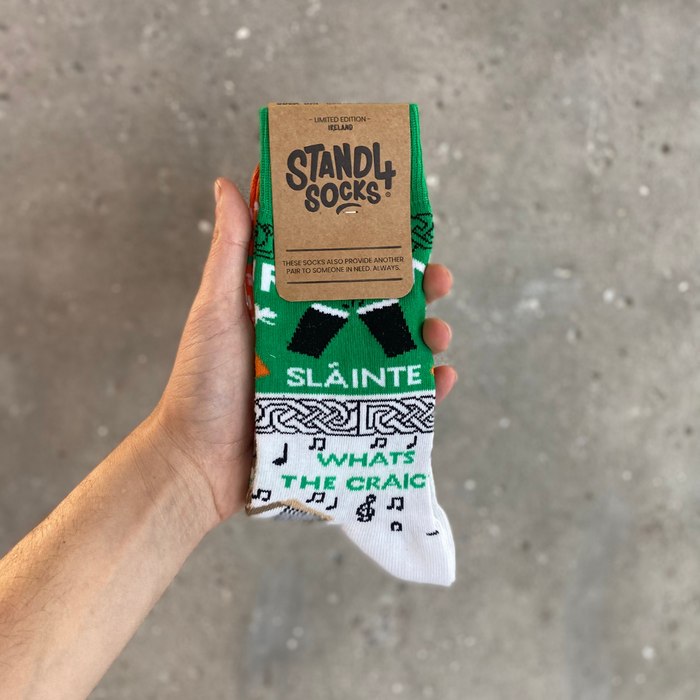 - LIMITED EDITION -
IRELAND
STAND4
SOCKS®
THESE SOCKS ALSO PROVIDE ANOTHER
PAIR TO SOMEONE IN NEED. ALWAYS.
SLÁINTE
WHATS
THE CRAIC